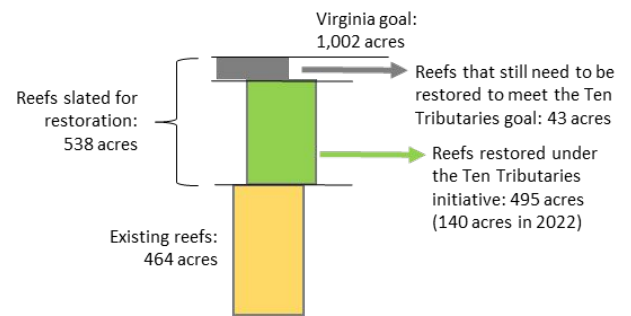 Virginia goal:
1,002 acres
Reefs slated for
restoration:
538 acres
Reefs that still need to be
restored to meet the Ten
Tributaries goal: 43 acres
Reefs restored under
the Ten Tributaries
initiative: 495 acres
(140 acres in 2022)
Existing reefs:
464 acres